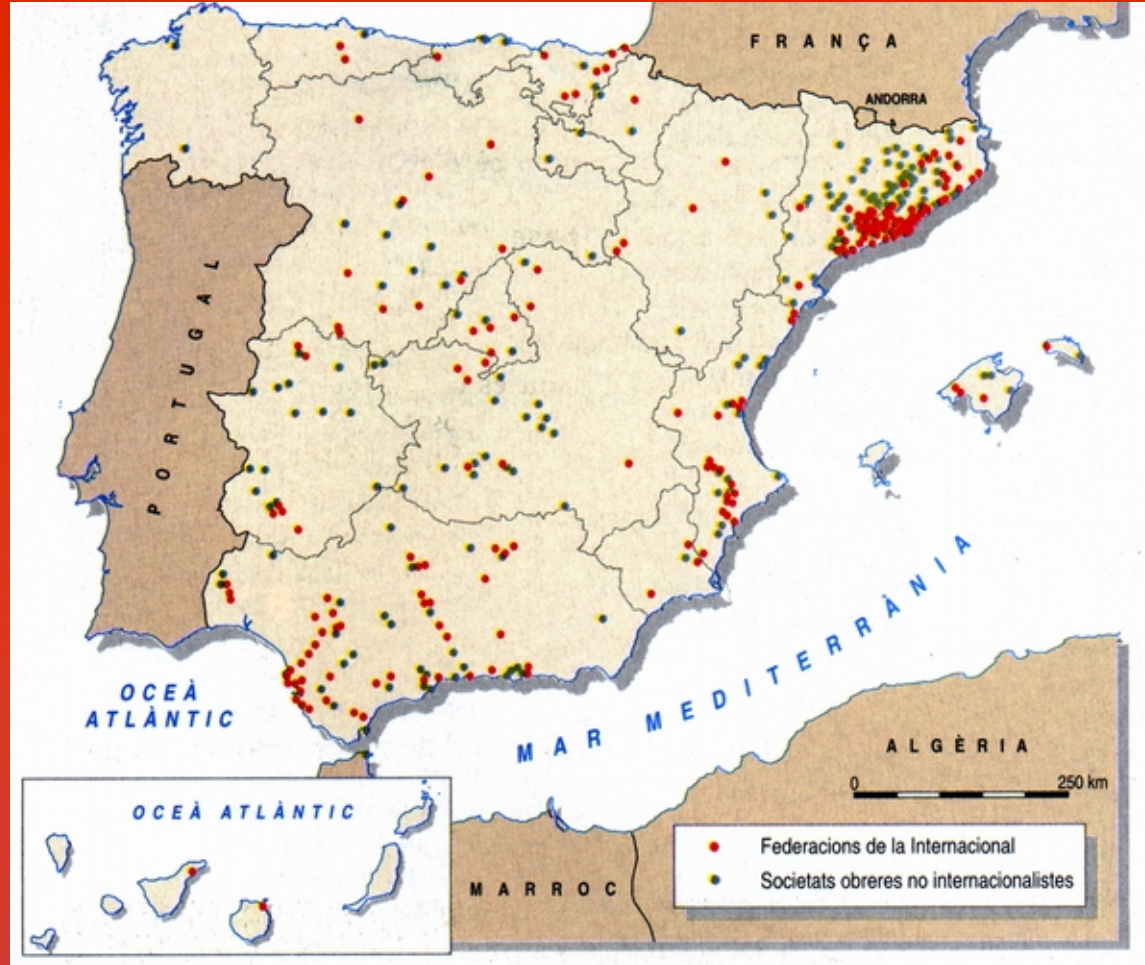 FRANÇA
ANDORRA
PORTUGAL
OCEÀ
ATLÀNTIC
MAR MEDITERRÀNIA
ALGÈRIA
0 250 km
OCEÀ ATLÀNTIC
Federacions de la Internacional
Societats obreres no internacionalistes
MARROC